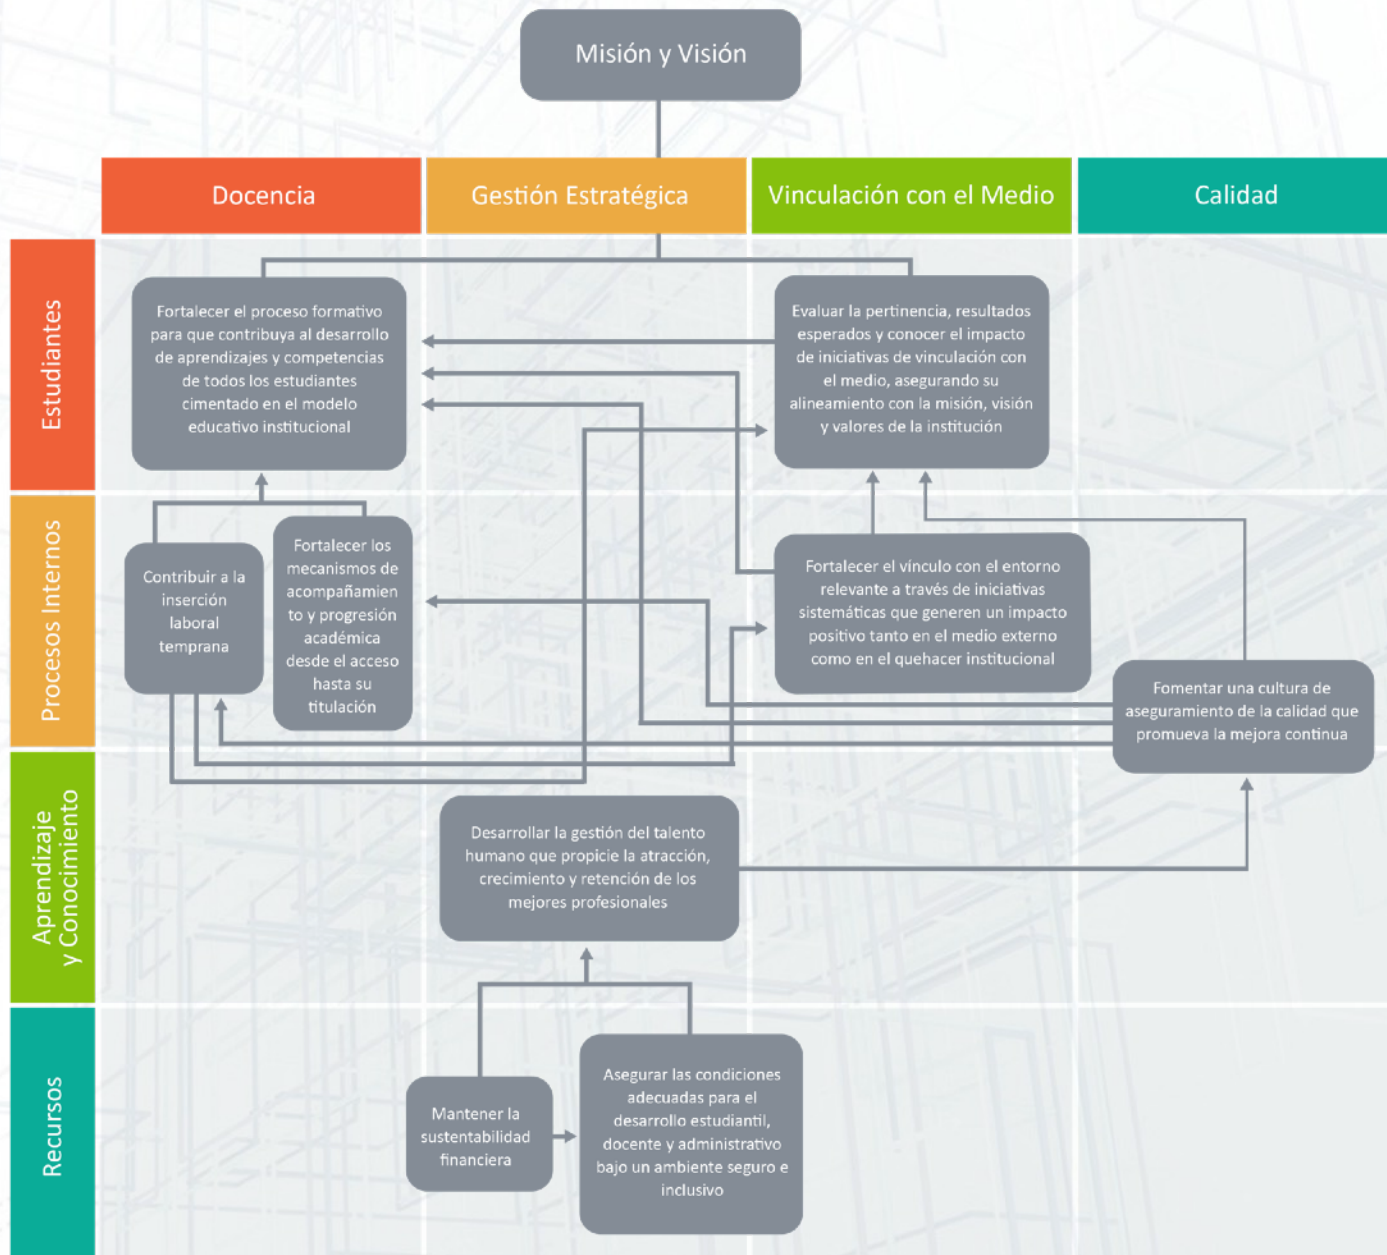 Misión y Visión
Docencia
Gestión Estratégica
Vinculación con el Medio
Calidad
Estudiantes
Fortalecer el proceso formativo
para que contribuya al desarrollo
de aprendizajes y competencias
de todos los estudiantes
cimentado en el modelo
educativo institucional
Evaluar la pertinencia, resultados
esperados y conocer el impacto
de iniciativas de vinculación con
el medio, asegurando su
alineamiento con la misión, visión
y valores de la institución
Procesos Internos
Contribuir a la
inserción
laboral
temprana
Fortalecer los
mecanismos de
acompañamien
to y progresión
académica
desde el acceso
hasta su
titulación
Fortalecer el vínculo con el entorno
relevante a través de iniciativas
sistemáticas que generen un impacto
positivo tanto en el medio externo
como en el quehacer institucional
Fomentar una cultura de
aseguramiento de la calidad que
promueva la mejora continua
Aprendizaje
y Conocimiento
Desarrollar la gestión del talento
humano que propicie la atracción,
crecimiento y retención de los
mejores profesionales
Recursos
Mantener la
sustentabilidad
financiera
Asegurar las condiciones
adecuadas para el
desarrollo estudiantil,
docente y administrativo
bajo un ambiente seguro e
inclusivo